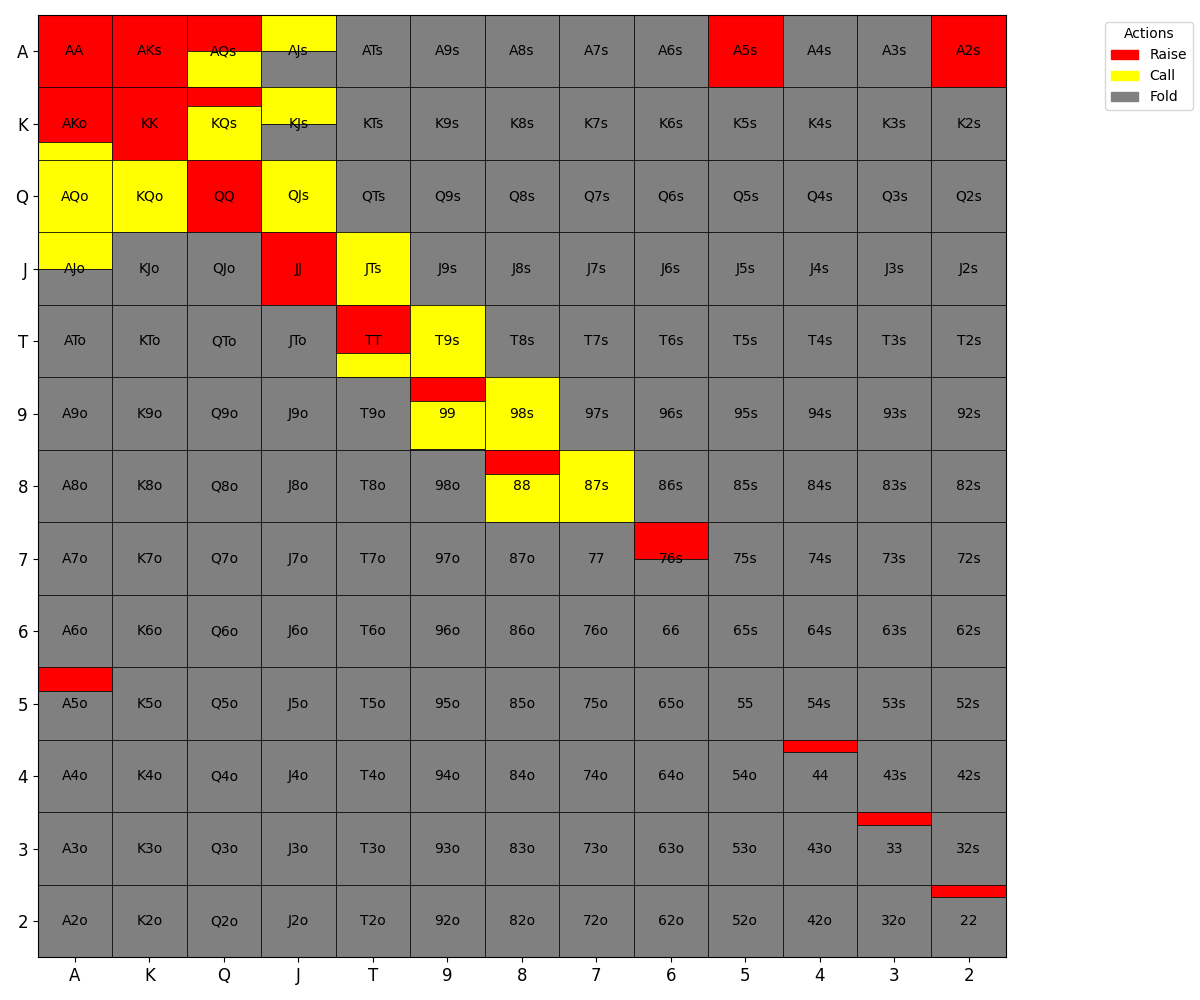 A AA AKs AQs AJs ATs A9s A8s A7s A6s A5s A4s A3s A2s
K AKo KK KQs KJs KTs K9s K8s K7s K6s K5s K4s K3s K2s
Q AQo KQo QQ QJs QTs Q9s Q8s Q7s Q6s Q5s Q4s Q3s Q2s
J AJo KJo QJo JJ JTs J9s J8s J7s J6s J5s J4s J3s J2s
T ATo KTo QTo JTo TT T9s T8s T7s T6s T5s T4s T3s T2s
9 A9o K9o Q9o J9o T9o 99 98s 97s 96s 95s 94s 93s 92s
8 A8o K8o Q8o J8o T8o 98o 88 87s 86s 85s 84s 83s 82s
7 A7o K7o Q7o J7o T7o 97o 87o 77 76s 75s 74s 73s 72s
6 A6o K6o Q6o J6o T6o 96o 86o 76o 66 65s 64s 63s 62s
5 A5o K5o Q5o J5o T5o 95o 85o 75o 65o 55 54s 53s 52s
4 A4o K4o Q4o J4o T4o 94o 84o 74o 64o 54o 44 43s 42s
3 A3o K3o Q3o J3o T3o 93o 83o 73o 63o 53o 43o 33 32s
2 A2o K2o Q2o J2o T2o 92o 82o 72o 62o 52o 42o 32o 22
A K Q J T 9 8 7 6 5 4 3 2
Actions
Raise
Call
Fold